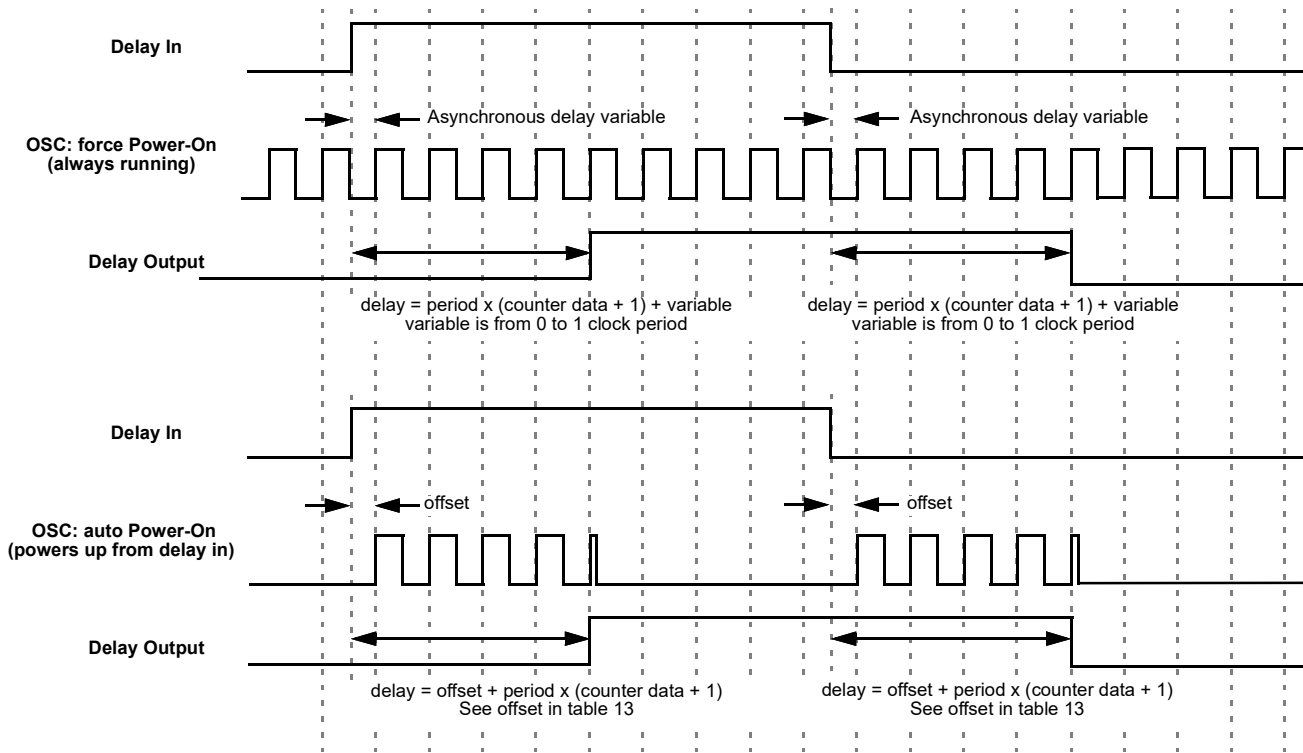 Delay In
Asynchronous delay variable
Asynchronous delay variable
OSC: force Power-On
(always running)
Delay Output
delay = period x (counter data + 1) + variable
variable is from 0 to 1 clock period
delay = period x (counter data + 1) + variable
variable is from 0 to 1 clock period
Delay In
offset
offset
OSC: auto Power-On
(powers up from delay in)
Delay Output
delay = offset + period x (counter data + 1)
See offset in table 13
delay = offset + period x (counter data + 1)
See offset in table 13